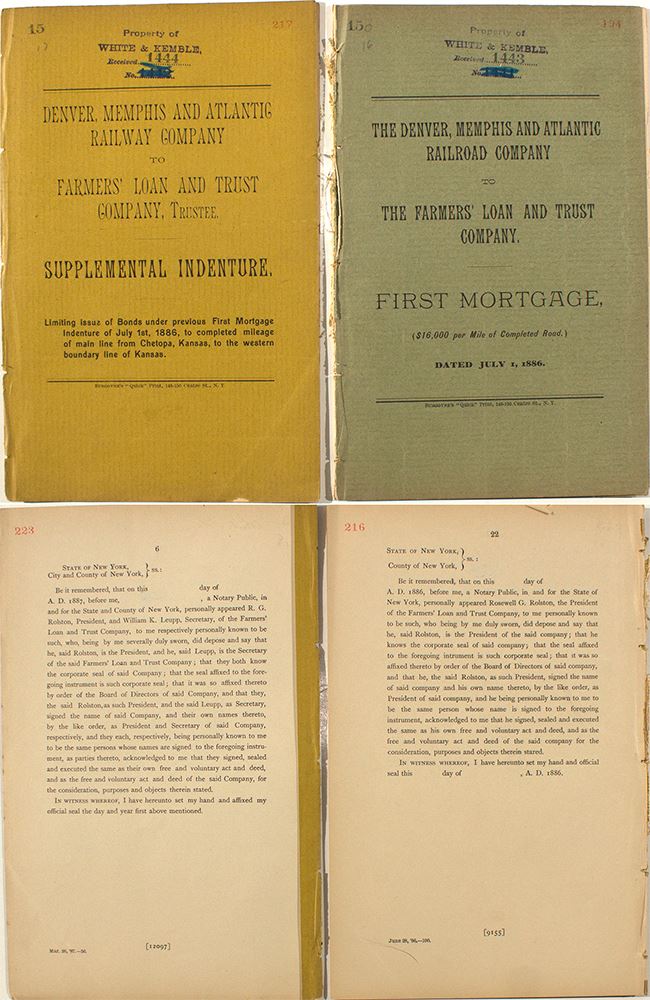 15
217
17
Property of
WHITE & KEMBLE,
Received 1444
No.
DENVER, MEMPHIS AND ATLANTIC
RAILWAY COMPANY
TO
FARMERS' LOAN AND TRUST
COMPANY, TRUSTEE.
SUPPLEMENTAL INDENTURE.
Limiting issue of Bonds under previous First Mortgage
Indenture of July 1st, 1886, to completed mileage
of main line from Chetopa, Kansas, to the western
boundary line of Kansas.
BURGOYNE'S "QUICK" PRINT, 146-150 CENTRE ST., N. Y
150
194
16
Property of
WHITE & KEMBLE,
Received 1443
No.
THE DENVER, MEMPHIS AND ATLANTIC
RAILROAD COMPANY
TO
THE FARMERS' LOAN AND TRUST
COMPANY.
FIRST MORTGAGE,
($16,000 per Mile of Completed Road.)
DATED JULY 1, 1886.
BURGOYNE'S "QUICK" PRINT, 146-150 CENTRE ST., N. Y.
223
6
STATE OF NEW YORK,
City and County of New York, } ss. :
Be it remembered, that on this day of
A. D. 1887, before me, , a Notary Public, in
and for the State and County of New York, personally appeared R. G.
Rolston, President, and William K. Leupp, Secretary, of the Farmers'
Loan and Trust Company, to me respectively personally known to be
such, who, being by me severally duly sworn, did depose and say that
he, said Rolston, is the President, and he, said Leupp, is the Secretary
of the said Farmers' Loan and Trust Company ; that they both know
the corporate seal of said Company ; that the seal affixed to the fore-
going instrument is such corporate seal ; that it was so affixed thereto
by order of the Board of Directors of said Company, and that they,
the said Rolston, as such President, and the said Leupp, as Secretary,
signed the name of said Company, and their own names thereto,
by the like order, as President and Secretary of said Company,
respectively, and they each, respectively, being personally known to me
to be the same persons whose names are signed to the foregoing instru-
ment, as parties thereto, acknowledged to me that they signed, sealed
and executed the same as their own free and voluntary act and deed,
and as the free and voluntary act and deed of the said Company, for
the consideration, purposes and objects therein stated.
IN WITNESS WHEREOF, I have hereunto set my hand and affixed my
official seal the day and year first above mentioned.
Mar. 26, '87.—50.
[12097]
216
22
STATE OF NEW YORK,
County of New York, } ss. :
Be it remembered, that on this day of
A. D. 1886, before me, a Notary Public, in and for the State of
New York, personally appeared Rosewell G. Rolston, the President
of the Farmers' Loan and Trust Company, to me personally known
to be such, who being by me duly sworn, did depose and say that
he, said Rolston, is the President of the said company ; that he
knows the corporate seal of said company; that the seal affixed
to the foregoing intrument is such corporate seal; that it was so
affixed thereto by order of the Board of Directors of said company,
and that he, the said Rolston, as such President, signed the name
of said company and his own name thereto, by the like order, as
President of said company, and he being personally known to me to
be the same person whose name is signed to the foregoing
instrument, acknowledged to me that he signed, sealed and executed
the same as his own free and voluntary act and deed, and as the
free and voluntary act and deed of the said company for the
consideration, purposes and objects therein stated.
IN WITNESS WHEREOF, I have hereunto set my hand and official
seal this day of , A. D. 1886.
June 28, '86.—100.
[9155]